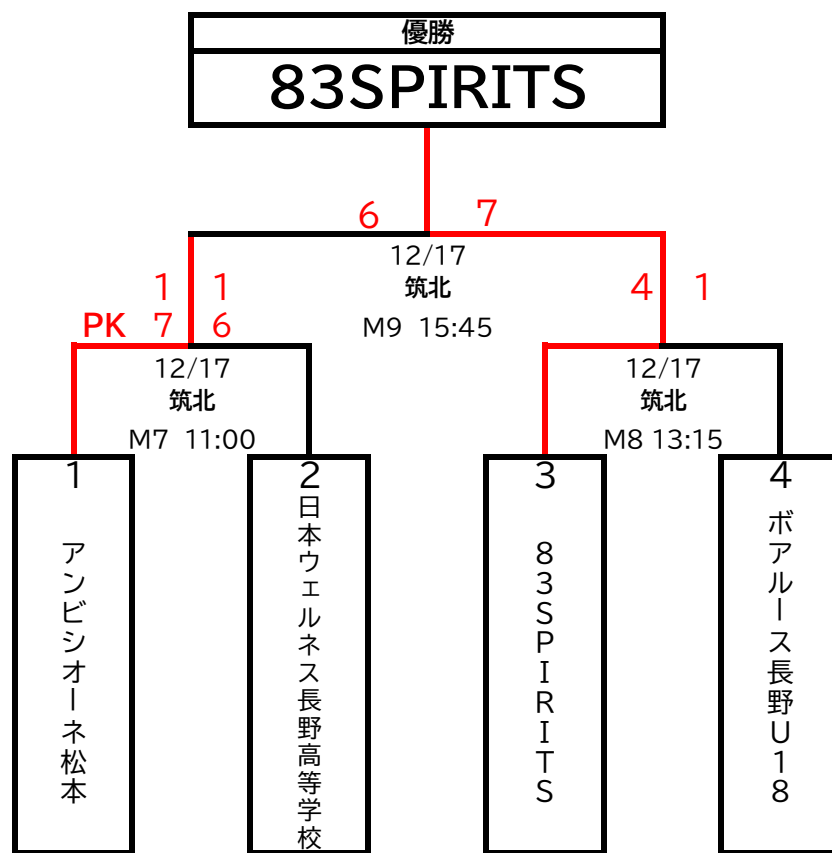 優勝
83SPIRITS
6 7
12/17
筑北
M9 15:45
1 1
PK 7 6
12/17
筑北
M7 11:00
4 1
12/17
筑北
M8 13:15
1
アンビシオーネ松本
2
日本ウェルネス長野高等学校
3
83SPIRITS
4
ボアルース長野U18